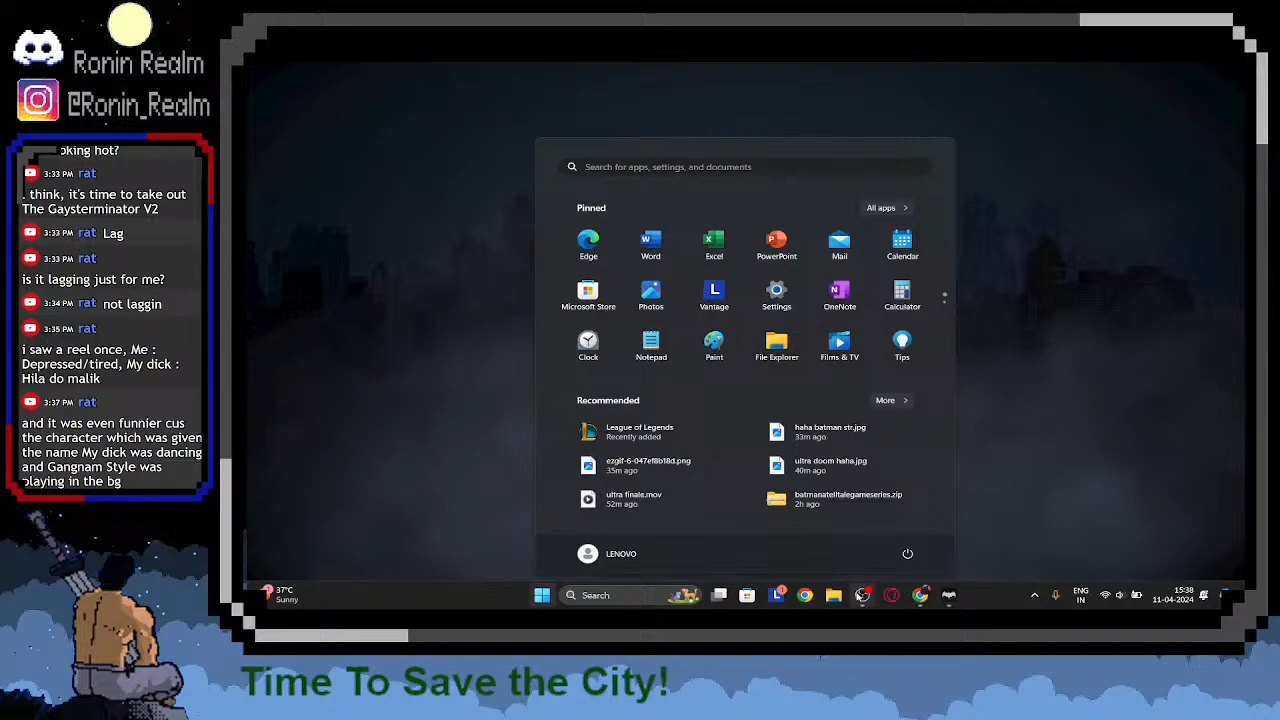 Ronin Realm
@Ronin_Realm
oking hot?
3:33 PM rat
. think, it's time to take out
The Gaysterminator V2
3:33 PM rat Lag
3:33 PM rat
is it lagging just for me?
3:34 PM rat not laggin
3:35 PM rat
i saw a reel once, Me :
Depressed/tired, My dick :
Hila do malik
3:37 PM rat
and it was even funnier cus
the character which was given
the name My dick was dancing
and Gangnam Style was
playing in the bg
Search for apps, settings, and documents
Pinned
All apps >
Edge
Word
Excel
PowerPoint
Mail
Calendar
Microsoft Store
Photos
Vantage
Settings
OneNote
Calculator
Clock
Notepad
Paint
File Explorer
Films & TV
Tips
Recommended
More >
League of Legends
Recently added
haha batman str.jpg
33m ago
ezgif-6-047ef8b18d.png
35m ago
ultra doom haha.jpg
40m ago
ultra finale.mov
52m ago
batmanatelltalegameseries.zip
2h ago
LENOVO
37°C
Sunny
Search
ENG
IN
15:38
11-04-2024
Time To Save the City!